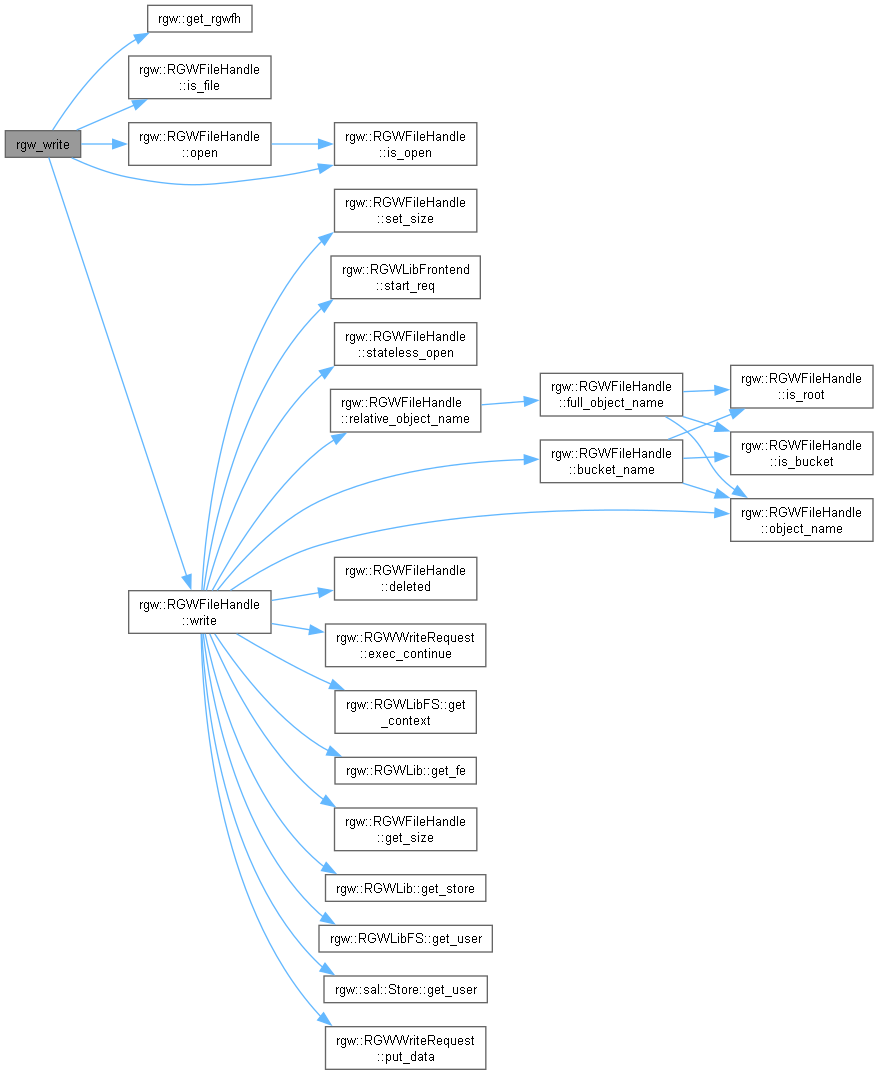 rgw::get_rgwfh
rgw::RGWFileHandle
::is_file
rgw_write
rgw::RGWFileHandle
::open
rgw::RGWFileHandle
::is_open
rgw::RGWFileHandle
::set_size
rgw::RGWLibFrontend
::start_req
rgw::RGWFileHandle
::stateless_open
rgw::RGWFileHandle
::relative_object_name
rgw::RGWFileHandle
::full_object_name
rgw::RGWFileHandle
::is_root
rgw::RGWFileHandle
::bucket_name
rgw::RGWFileHandle
::is_bucket
rgw::RGWFileHandle
::object_name
rgw::RGWFileHandle
::write
rgw::RGWFileHandle
::deleted
rgw::RGWWriteRequest
::exec_continue
rgw::RGWLibFS::get
_context
rgw::RGWLib::get_fe
rgw::RGWFileHandle
::get_size
rgw::RGWLib::get_store
rgw::RGWLibFS::get_user
rgw::sal::Store::get_user
rgw::RGWWriteRequest
::put_data